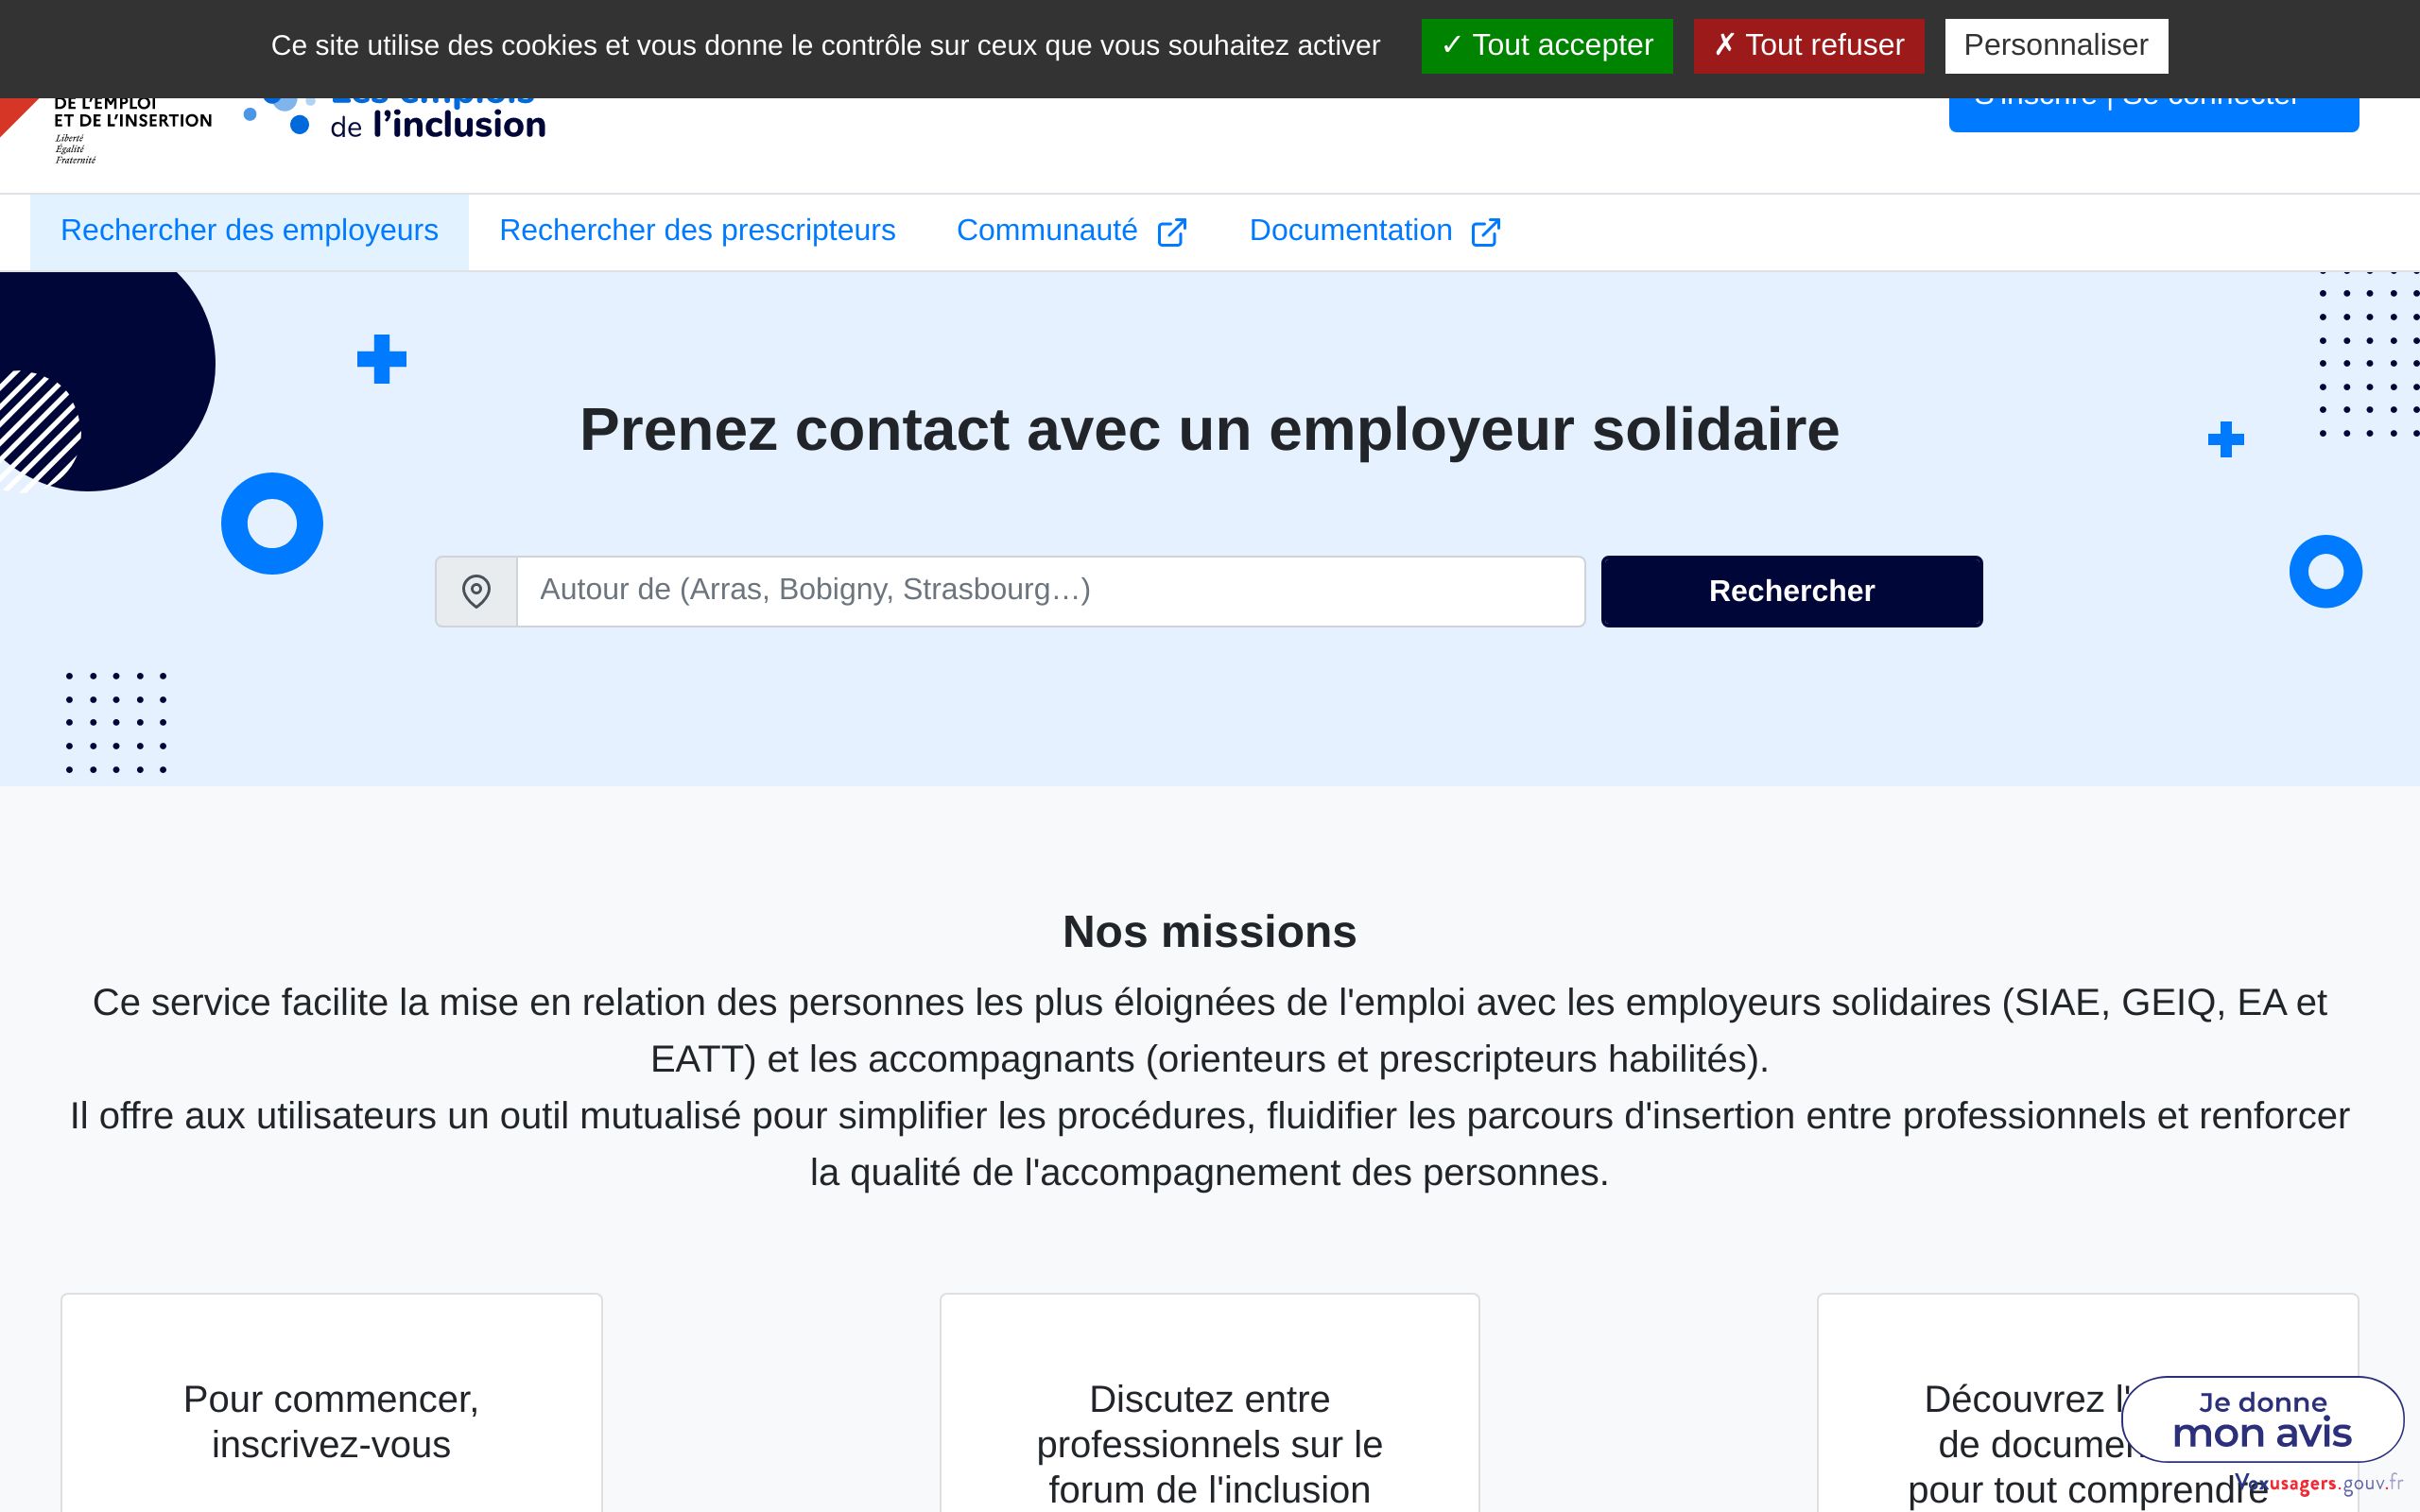 Ce site utilise des cookies et vous donne le contrôle sur ceux que vous souhaitez activer
✓ Tout accepter
✗ Tout refuser
Personnaliser
DE L'EMPLOI
ET DE L'INSERTION
Liberté
Égalité
Fraternité
Les emplois
de l'inclusion
S'inscrire | Se connecter
Rechercher des employeurs
Rechercher des prescripteurs
Communauté
Documentation
Prenez contact avec un employeur solidaire
Autour de (Arras, Bobigny, Strasbourg…)
Rechercher
Nos missions
Ce service facilite la mise en relation des personnes les plus éloignées de l'emploi avec les employeurs solidaires (SIAE, GEIQ, EA et
EATT) et les accompagnants (orienteurs et prescripteurs habilités).
Il offre aux utilisateurs un outil mutualisé pour simplifier les procédures, fluidifier les parcours d'insertion entre professionnels et renforcer
la qualité de l'accompagnement des personnes.
Pour commencer,
inscrivez-vous
Discutez entre
professionnels sur le
forum de l'inclusion
Découvrez
de
pour tout comprendre
Je donne
mon avis
Voxusagers.gouv.fr